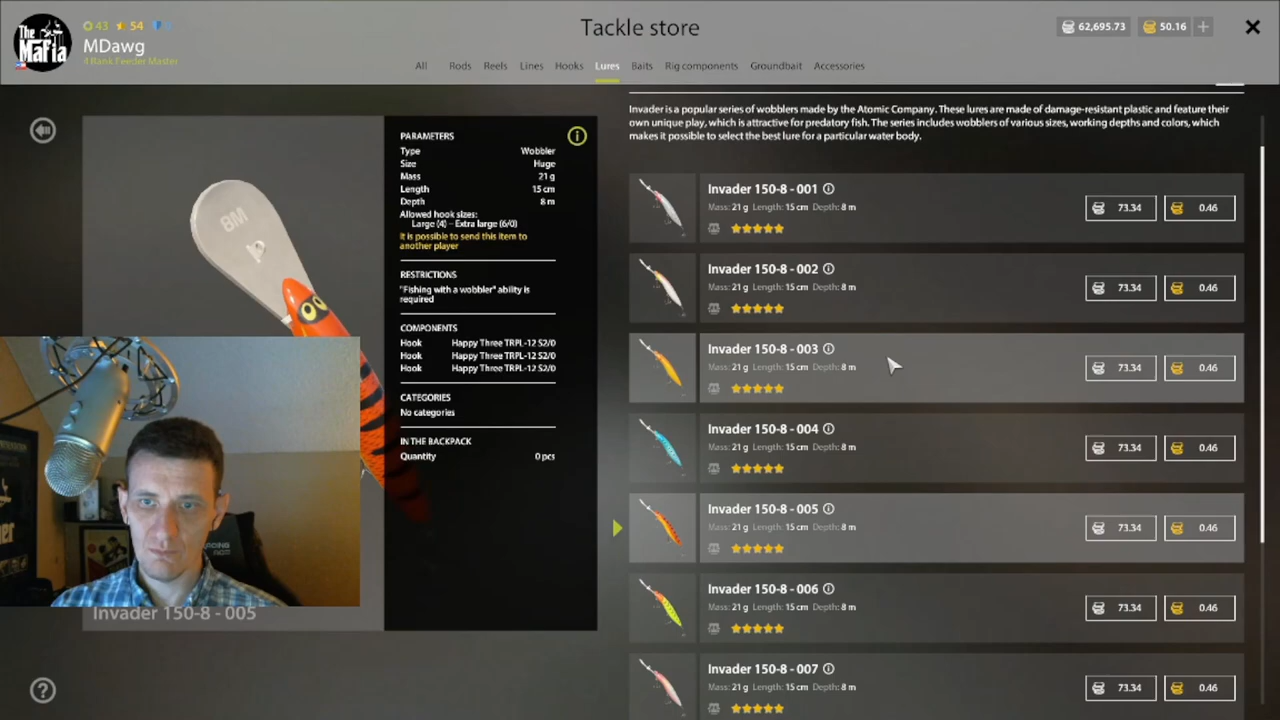 The
Mafia
43 54
MDawg
4 Rank Feeder Master
Tackle store
62,695.73 50.16 +
All Rods Reels Lines Hooks Lures Baits Rig components Groundbait Accessories
8M
PARAMETERS
Type Wobbler
Size Huge
Mass 21 g
Length 15 cm
Depth 8 m
Allowed hook sizes:
Large (4) – Extra large (6/0)
It is possible to send this item to
another player
RESTRICTIONS
"Fishing with a wobbler" ability is
required
COMPONENTS
Hook Happy Three TRPL-12 S2/0
Hook Happy Three TRPL-12 S2/0
Hook Happy Three TRPL-12 S2/0
CATEGORIES
No categories
IN THE BACKPACK
Quantity 0 pcs
Invader 150-8 - 005
Invader is a popular series of wobblers made by the Atomic Company. These lures are made of damage-resistant plastic and feature their
own unique play, which is attractive for predatory fish. The series includes wobblers of various sizes, working depths and colors, which
makes it possible to select the best lure for a particular water body.
Invader 150-8 - 001
Mass: 21 g Length: 15 cm Depth: 8 m
73.34 0.46
Invader 150-8 - 002
Mass: 21 g Length: 15 cm Depth: 8 m
73.34 0.46
Invader 150-8 - 003
Mass: 21 g Length: 15 cm Depth: 8 m
73.34 0.46
Invader 150-8 - 004
Mass: 21 g Length: 15 cm Depth: 8 m
73.34 0.46
Invader 150-8 - 005
Mass: 21 g Length: 15 cm Depth: 8 m
73.34 0.46
Invader 150-8 - 006
Mass: 21 g Length: 15 cm Depth: 8 m
73.34 0.46
Invader 150-8 - 007
Mass: 21 g Length: 15 cm Depth: 8 m
73.34 0.46
?